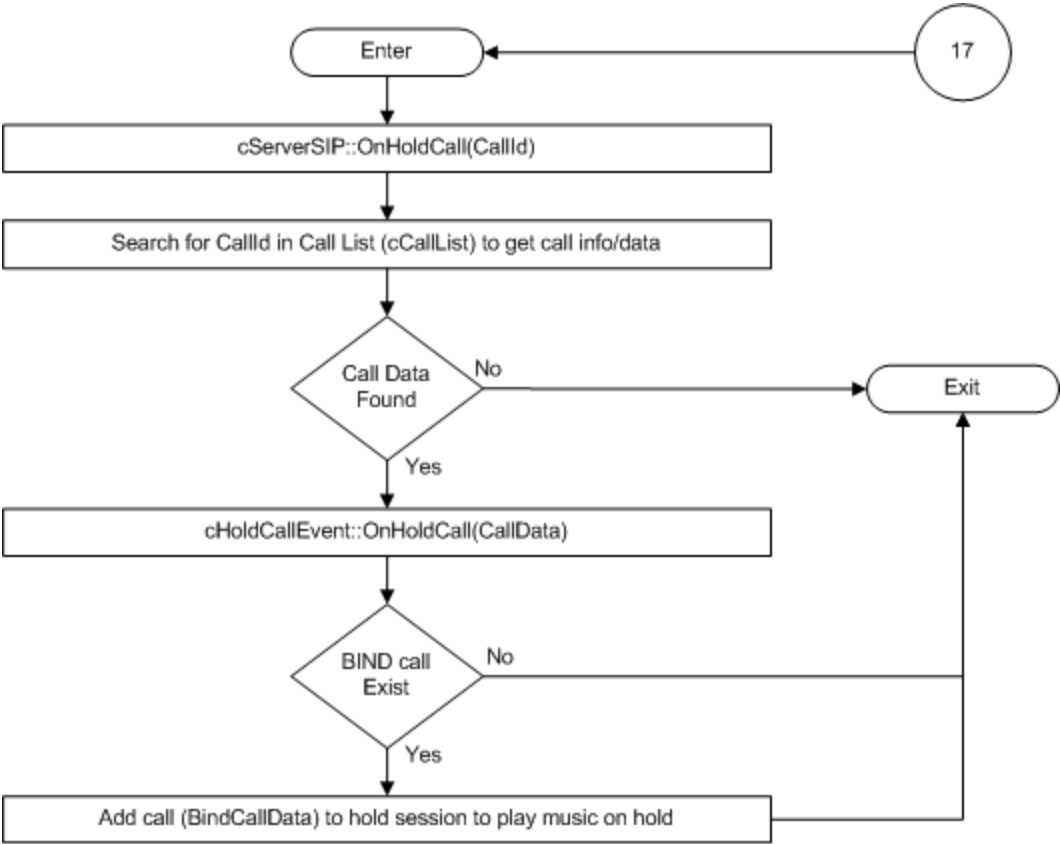 Enter
17
cServerSIP::OnHoldCall(CallId)
Search for CallId in Call List (cCallList) to get call info/data
Call Data
Found
No
Exit
Yes
cHoldCallEvent::OnHoldCall(CallData)
BIND call
Exist
No
Yes
Add call (BindCallData) to hold session to play music on hold